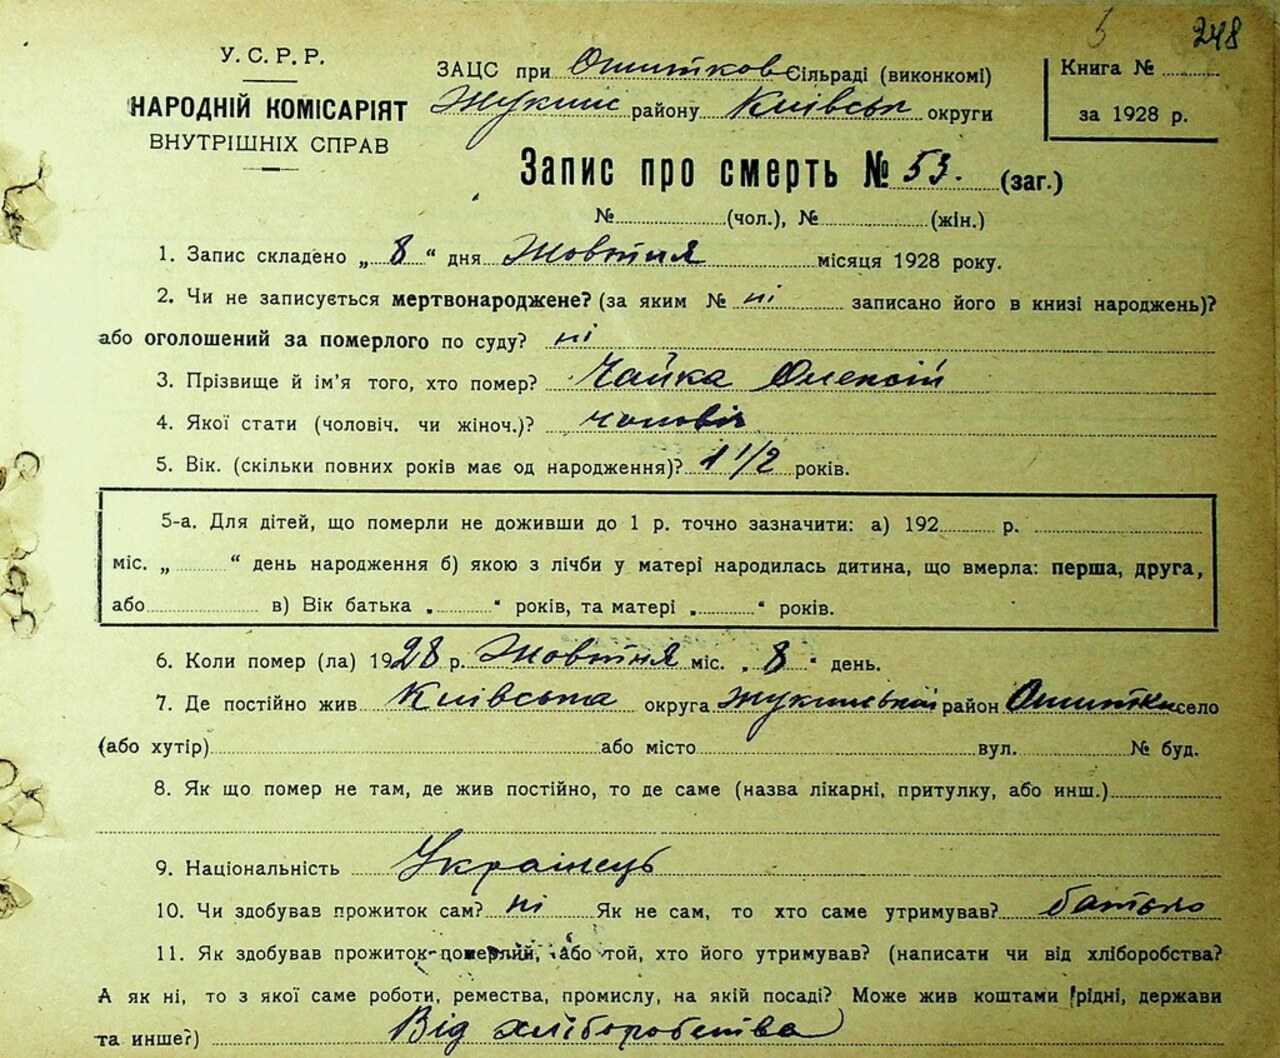 248
У. С. Р. Р.
НАРОДНІЙ КОМІСАРІЯТ
ВНУТРІШНІХ СПРАВ
ЗАЦС при Ошитков Сільраді (виконкомі)
Жукин району Київськ округи
Книга №
за 1928 р.
Запис про смерть № 53. (заг.)
№ (чол.), № (жін.)
1. Запис складено „ 8 “ дня Жовтня місяця 1928 року.
2. Чи не записується мертвонароджене? (за яким № ні записано його в книзі народжень)?
або оголошений за померлого по суду? ні
3. Прізвище й ім'я того, хто помер? Чайка Олексій
4. Якої стати (чоловіч. чи жіноч.)? чоловіч
5. Вік. (скільки повних років має од народження)? 1 1/2 років.
5-а. Для дітей, що померли не доживши до 1 р. точно зазначити: а) 192 р.
міс. „ “ день народження б) якою з лічби у матері народилась дитина, що вмерла: перша, друга,
або в) Вік батька „ “ років, та матері „ “ років.
6. Коли помер (ла) 1928 р. Жовтня міс. „ 8 “ день.
7. Де постійно жив Київська округа Жукинський район Ошитки село
(або хутір) або місто вул. № буд.
8. Як що помер не там, де жив постійно, то де саме (назва лікарні, притулку, або инш.)
9. Національність Українець
10. Чи здобував прожиток сам? ні Як не сам, то хто саме утримував? батько
11. Як здобував прожиток померлий, або той, хто його утримував? (написати чи від хліборобства?
А як ні, то з якої саме роботи, ремества, промислу, на якій посаді? Може жив коштами рідні, держави
та инше?) Від хліборобства